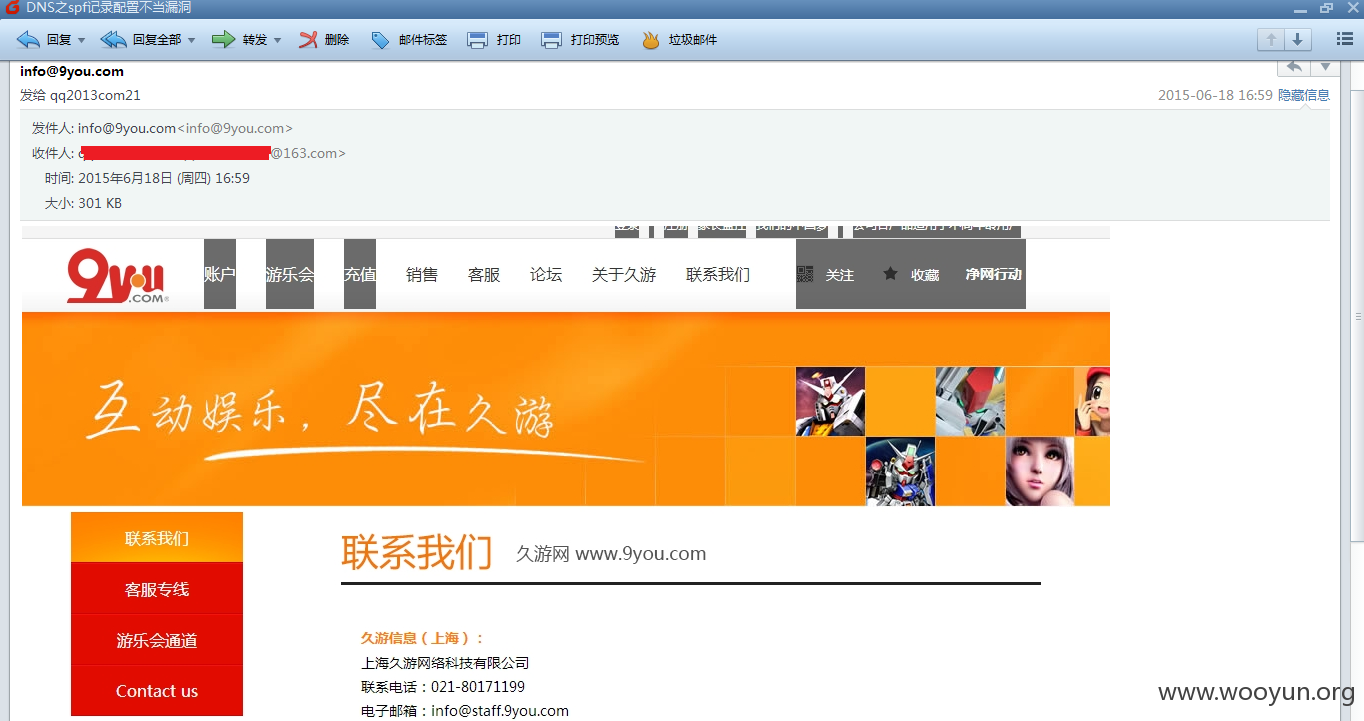 DNS之spf记录配置不当漏洞
回复 回复全部 转发 删除 邮件标签 打印 打印预览 垃圾邮件
info@9you.com
发给 qq2013com21 2015-06-18 16:59 隐藏信息
发件人: info@9you.com<info@9you.com>
收件人: @163.com>
时间: 2015年6月18日 (周四) 16:59
大小: 301 KB
9you.COM 账户 游乐会 充值 销售 客服 论坛 关于久游 联系我们 关注 收藏 净网行动
互动娱乐，尽在久游
联系我们
客服专线
游乐会通道
Contact us
联系我们 久游网 www.9you.com
久游信息（上海）：
上海久游网络科技有限公司
联系电话：021-80171199
电子邮箱：info@staff.9you.com
www.wooyun.org